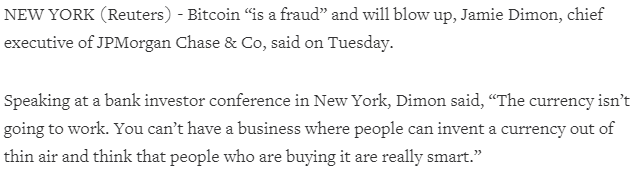 NEW YORK (Reuters) - Bitcoin “is a fraud” and will blow up, Jamie Dimon, chief
executive of JPMorgan Chase & Co, said on Tuesday.
Speaking at a bank investor conference in New York, Dimon said, “The currency isn’t
going to work. You can’t have a business where people can invent a currency out of
thin air and think that people who are buying it are really smart.”